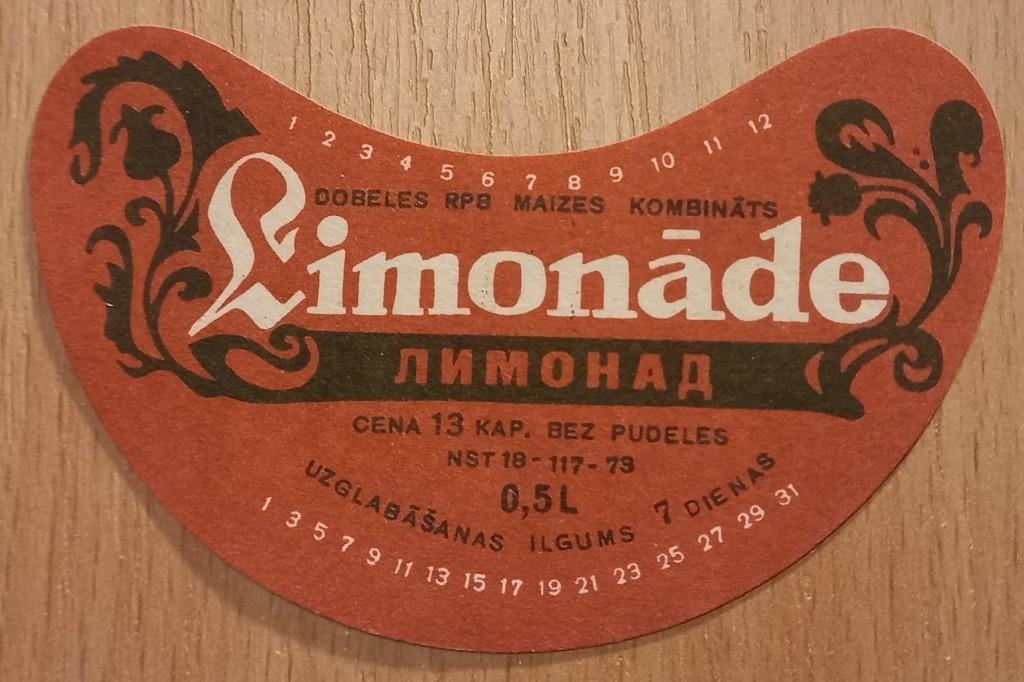 1 2 3 4 5 6 7 8 9 10 11 12
DOBELES RPB MAIZES KOMBINĀTS
Limonāde
ЛИМОНАД
CENA 13 KAP. BEZ PUDELES
NST 18-117-73
0,5L
UZGLABĀŠANAS ILGUMS 7 DIENAS
1 3 5 7 9 11 13 15 17 19 21 23 25 27 29 31